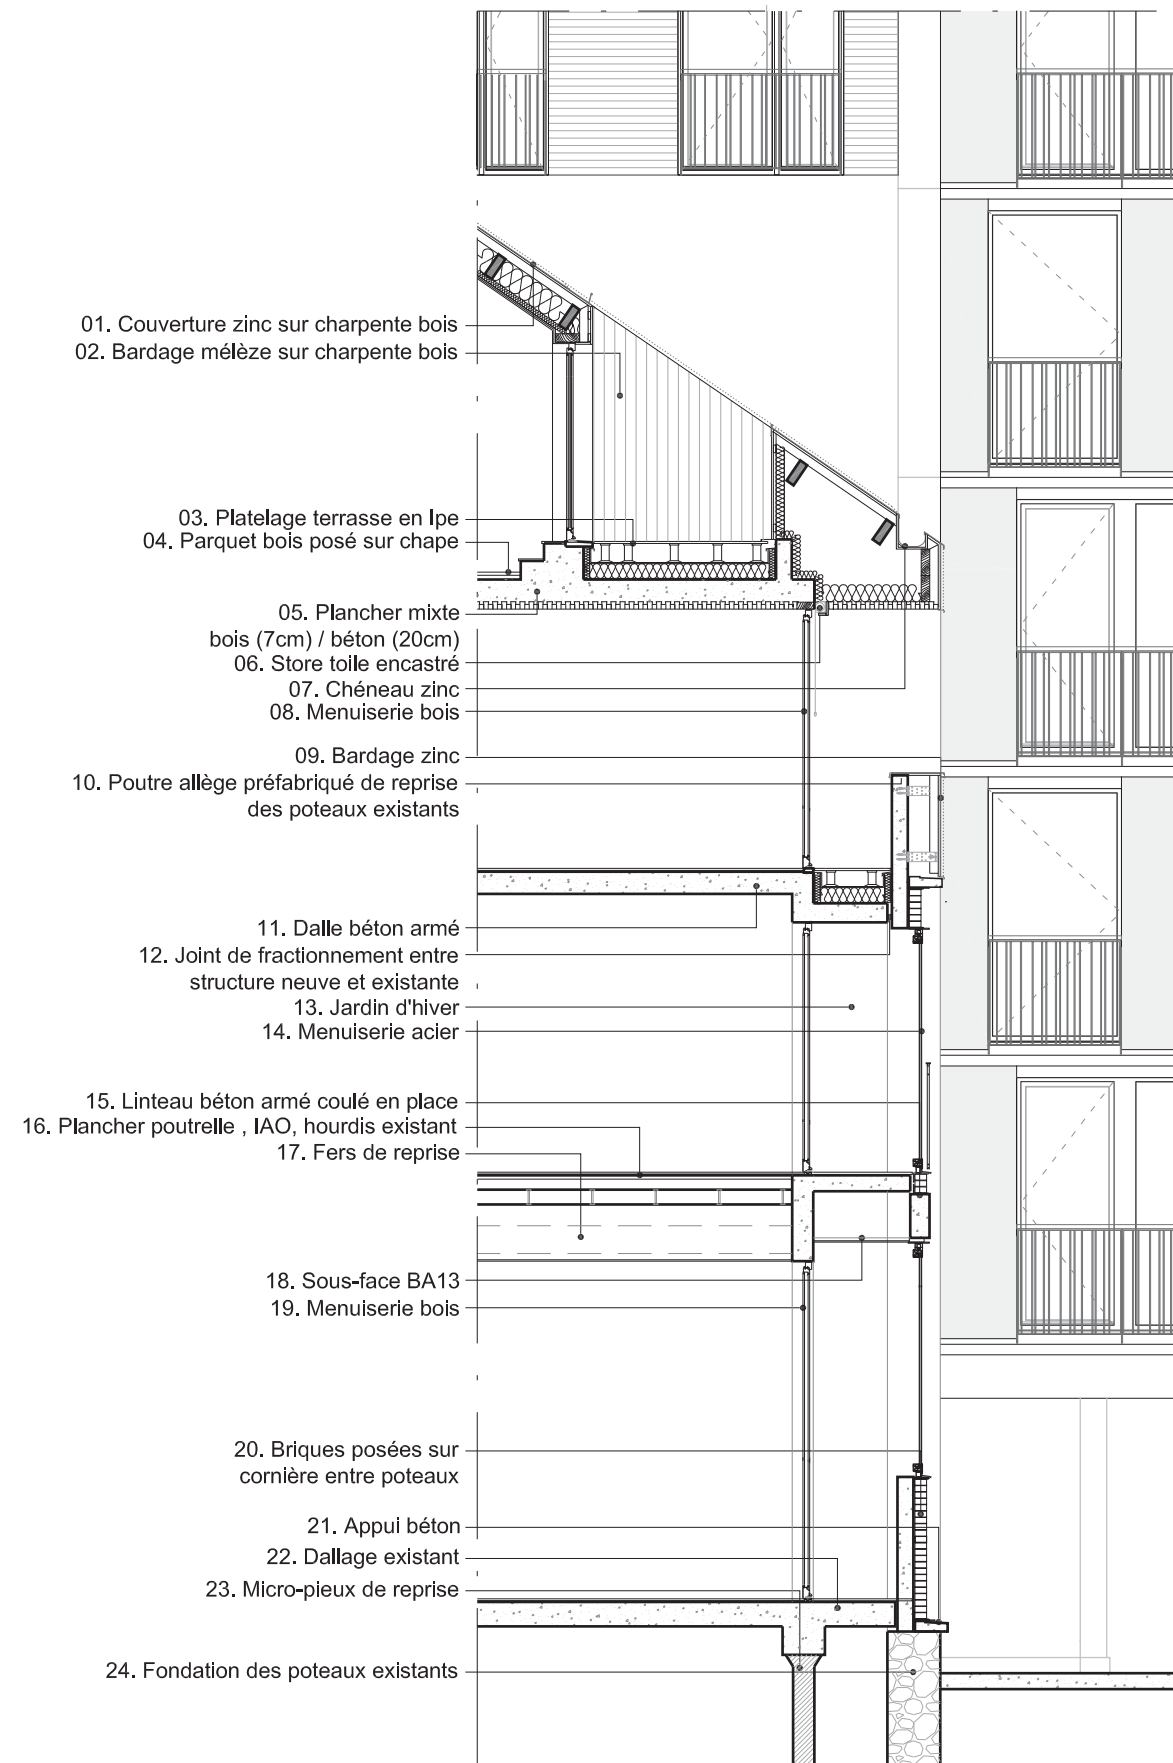 01. Couverture zinc sur charpente bois
02. Bardage mélèze sur charpente bois
03. Platelage terrasse en Ipe
04. Parquet bois posé sur chape
05. Plancher mixte
bois (7cm) / béton (20cm)
06. Store toile encastré
07. Chéneau zinc
08. Menuiserie bois
09. Bardage zinc
10. Poutre allège préfabriqué de reprise
des poteaux existants
11. Dalle béton armé
12. Joint de fractionnement entre
structure neuve et existante
13. Jardin d'hiver
14. Menuiserie acier
15. Linteau béton armé coulé en place
16. Plancher poutrelle , IAO, hourdis existant
17. Fers de reprise
18. Sous-face BA13
19. Menuiserie bois
20. Briques posées sur
cornière entre poteaux
21. Appui béton
22. Dallage existant
23. Micro-pieux de reprise
24. Fondation des poteaux existants